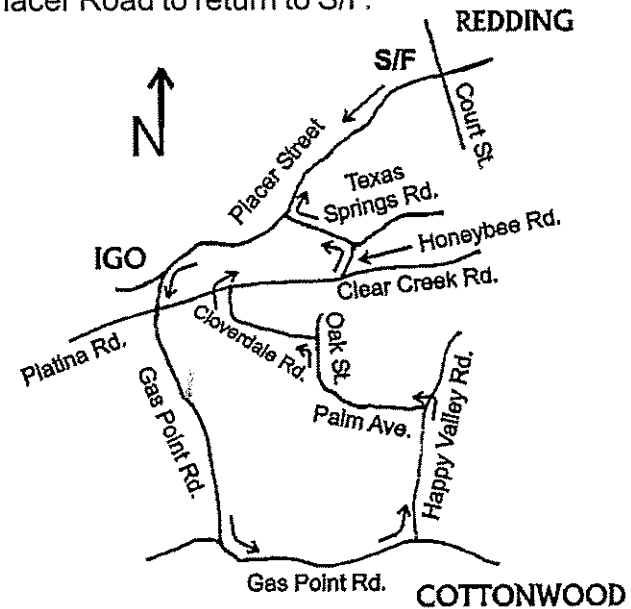 lacer Road to return to S/F.
REDDING
S/F
N
Court St.
Placer Street
Texas
Springs Rd.
Honeybee Rd.
IGO
Clear Creek Rd.
Platina Rd.
Cloverdale Rd.
Oak St.
Gas Point Rd.
Palm Ave.
Happy Valley Rd.
Gas Point Rd.
COTTONWOOD